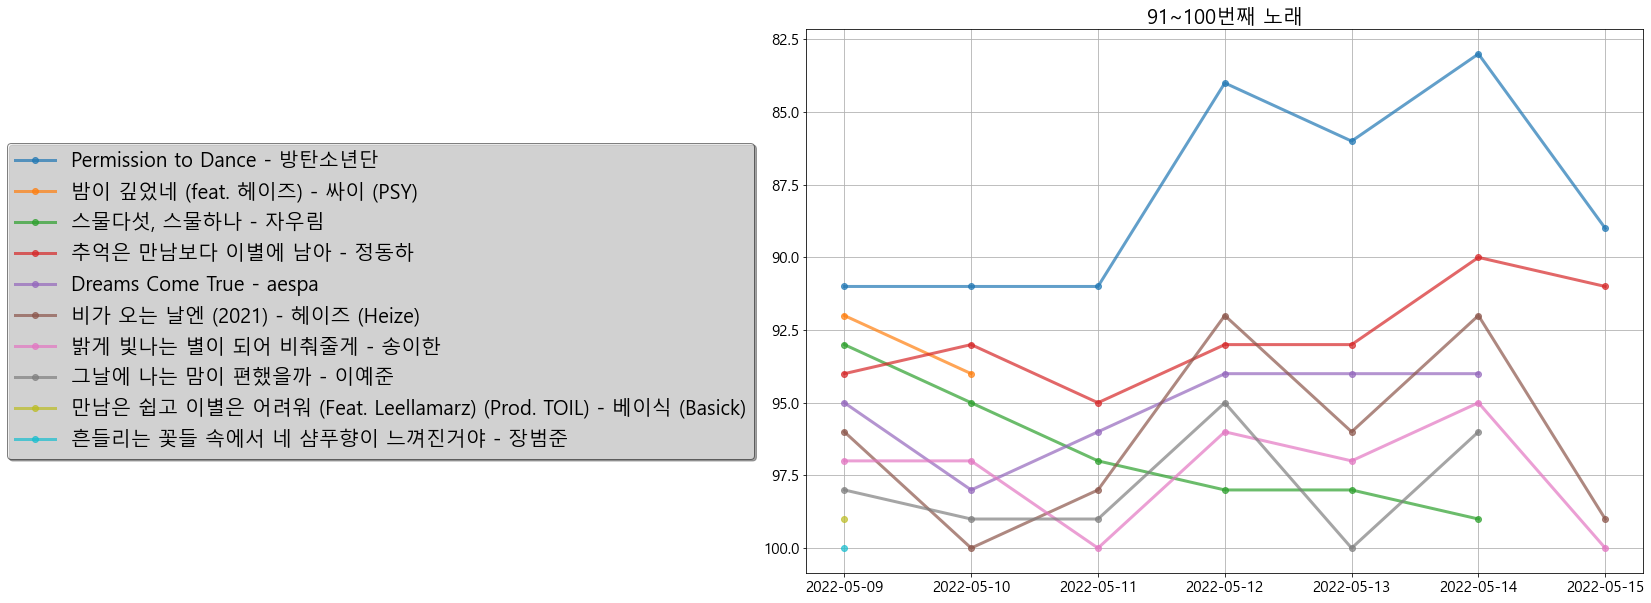 91~100번째 노래
Permission to Dance - 방탄소년단
밤이 깊었네 (feat. 헤이즈) - 싸이 (PSY)
스물다섯, 스물하나 - 자우림
추억은 만남보다 이별에 남아 - 정동하
Dreams Come True - aespa
비가 오는 날엔 (2021) - 헤이즈 (Heize)
밝게 빛나는 별이 되어 비춰줄게 - 송이한
그날에 나는 맘이 편했을까 - 이예준
만남은 쉽고 이별은 어려워 (Feat. Leellamarz) (Prod. TOIL) - 베이식 (Basick)
흔들리는 꽃들 속에서 네 샴푸향이 느껴진거야 - 장범준
82.5
85.0
87.5
90.0
92.5
95.0
97.5
100.0
2022-05-09 2022-05-10 2022-05-11 2022-05-12 2022-05-13 2022-05-14 2022-05-15